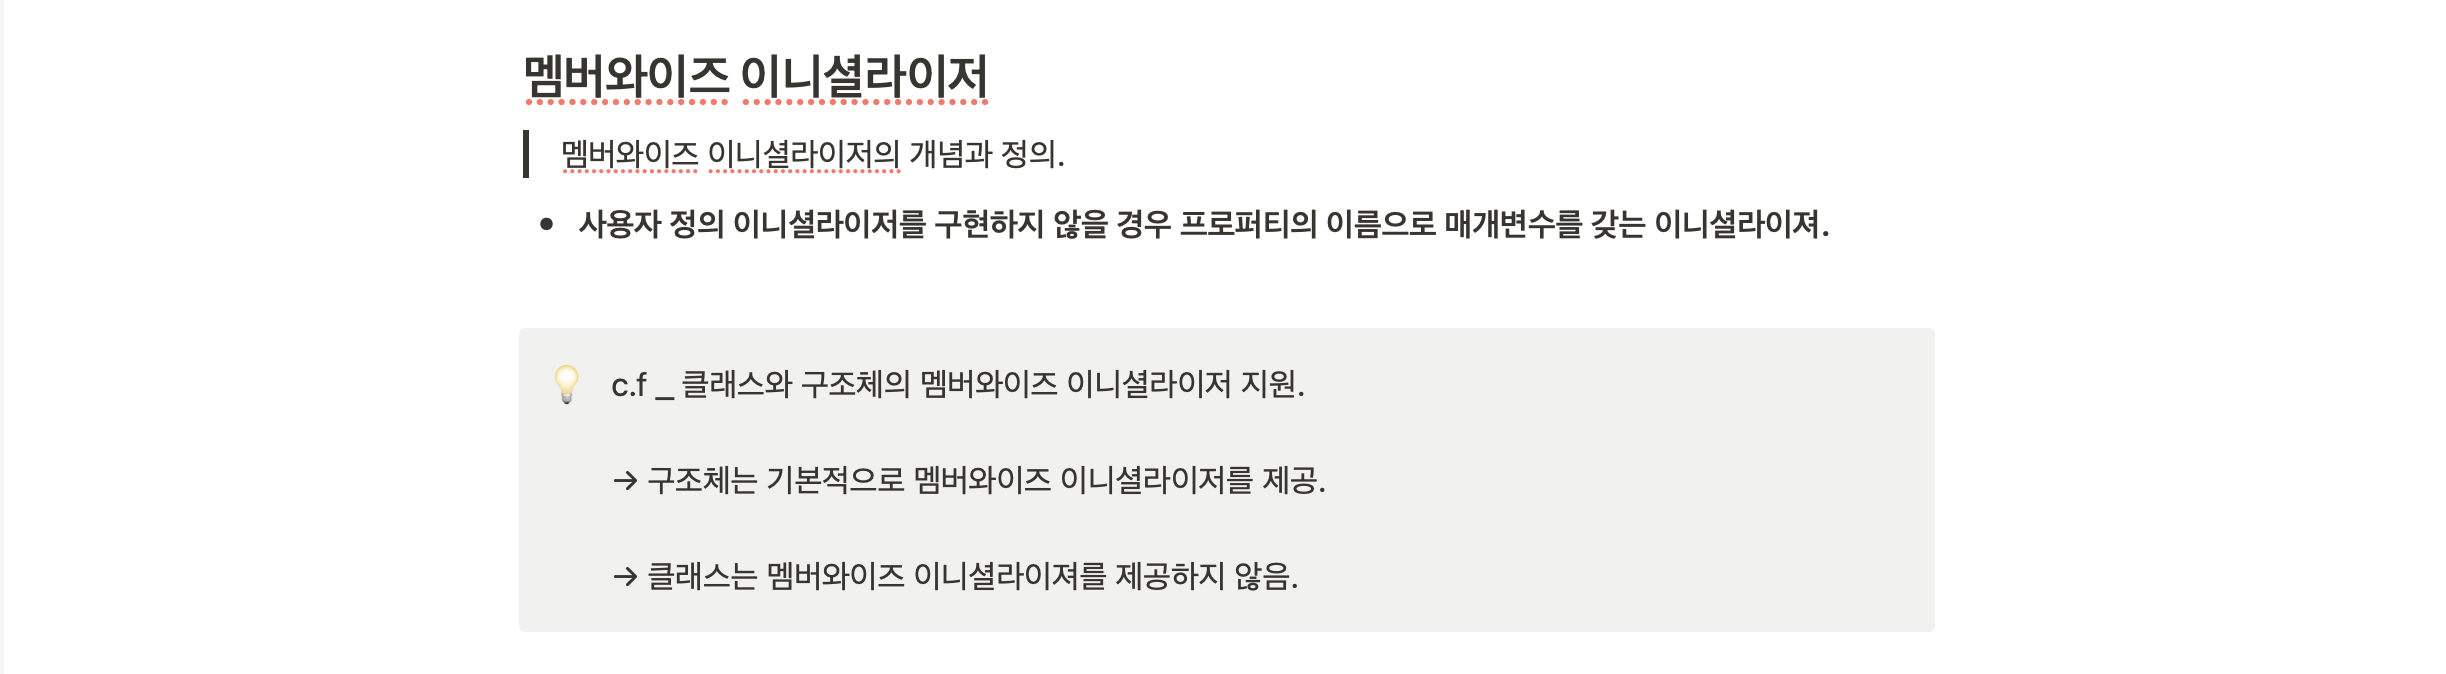 멤버와이즈 이니셜라이저
멤버와이즈 이니셜라이저의 개념과 정의.
• 사용자 정의 이니셜라이저를 구현하지 않을 경우 프로퍼티의 이름으로 매개변수를 갖는 이니셜라이져.
💡 c.f _ 클래스와 구조체의 멤버와이즈 이니셜라이저 지원.
→ 구조체는 기본적으로 멤버와이즈 이니셜라이저를 제공.
→ 클래스는 멤버와이즈 이니셜라이져를 제공하지 않음.